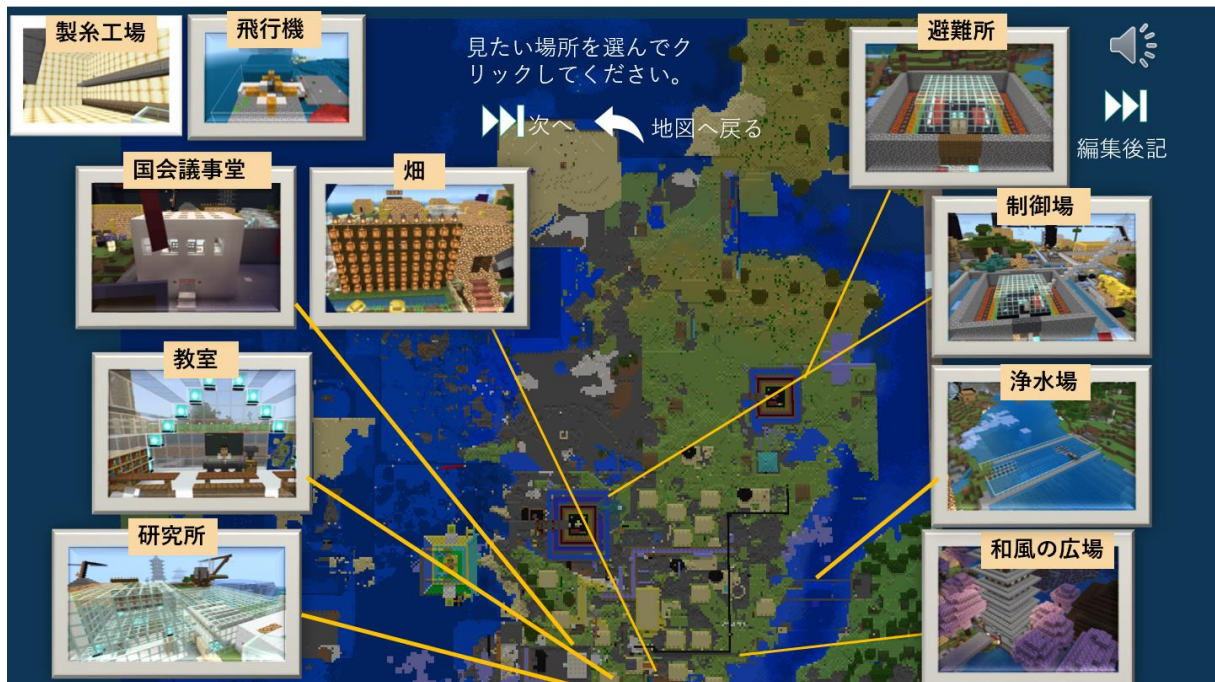 製糸工場
飛行機
見たい場所を選んでク
リックしてください。
次へ
地図へ戻る
避難所
編集後記
国会議事堂
畑
制御場
教室
浄水場
研究所
和風の広場